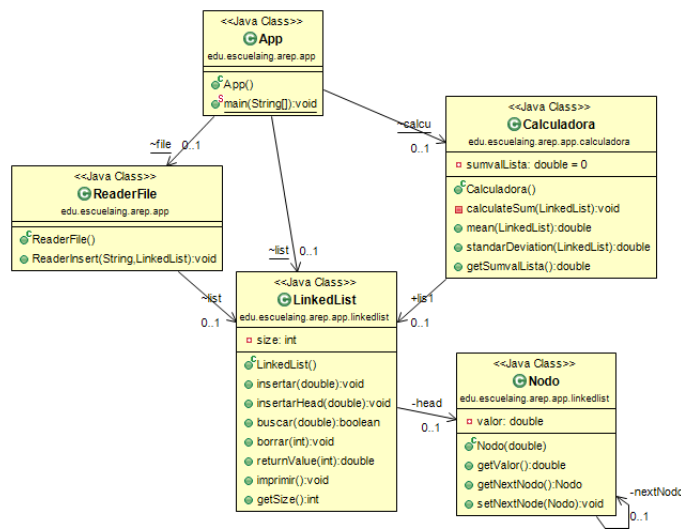 <<Java Class>>
App
edu.escuelaing.arep.app
App()
main(String[]):void
~file
0..1
~list
0..1
~calcu
0..1
<<Java Class>>
Calculadora
edu.escuelaing.arep.app.calculadora
sumvalLista: double = 0
Calculadora()
calculateSum(LinkedList):void
mean(LinkedList):double
standarDeviation(LinkedList):double
getSumvalLista():double
<<Java Class>>
ReaderFile
edu.escuelaing.arep.app
ReaderFile()
ReaderInsert(String,LinkedList):void
~list
0..1
+lis1
0..1
<<Java Class>>
LinkedList
edu.escuelaing.arep.app.linkedlist
size: int
LinkedList()
insertar(double):void
insertarHead(double):void
buscar(double):boolean
borrar(int):void
returnValue(int):double
imprimir():void
getSize():int
-head
0..1
<<Java Class>>
Nodo
edu.escuelaing.arep.app.linkedlist
valor: double
Nodo(double)
getValor():double
getNextNodo():Nodo
setNextNode(Nodo):void
-nextNodo
0..1